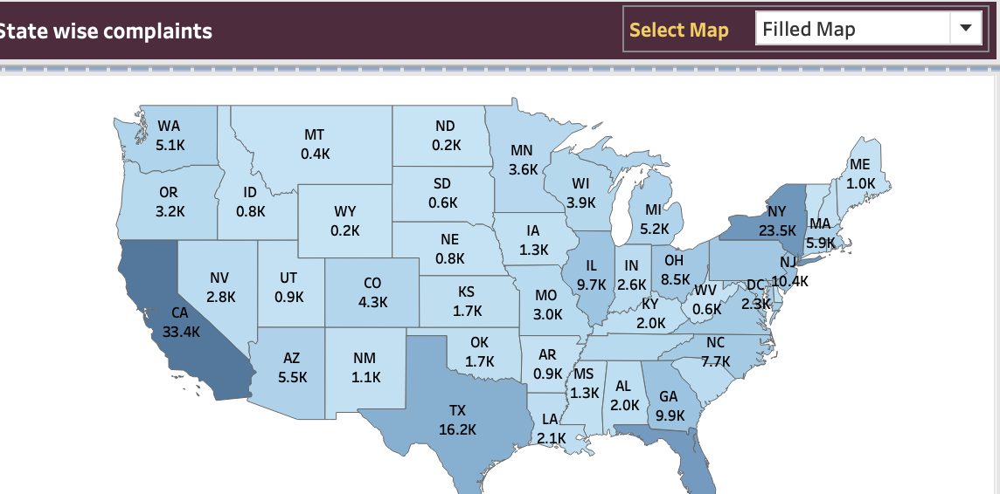 State wise complaints
Select Map
Filled Map
WA
5.1K
MT
0.4K
ND
0.2K
MN
3.6K
ME
1.0K
OR
3.2K
ID
0.8K
SD
0.6K
WI
3.9K
WY
0.2K
MI
5.2K
NY
23.5K
MA
5.9K
IA
1.3K
NE
0.8K
IL
9.7K
IN
2.6K
OH
8.5K
NJ
10.4K
NV
2.8K
UT
0.9K
CO
4.3K
KS
1.7K
MO
3.0K
KY
2.0K
WV
0.6K
DC
2.3K
CA
33.4K
AZ
5.5K
NM
1.1K
OK
1.7K
AR
0.9K
NC
7.7K
MS
1.3K
AL
2.0K
GA
9.9K
TX
16.2K
LA
2.1K